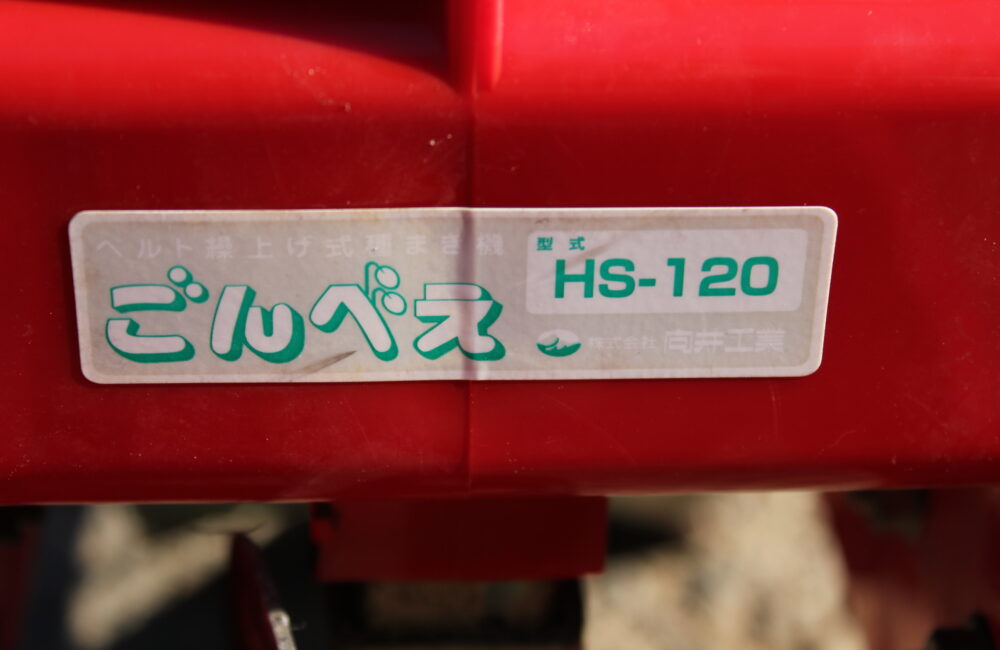 ベルト繰上げ式種まき機
ごんべえ
型式
HS-120
株式会社 向井工業